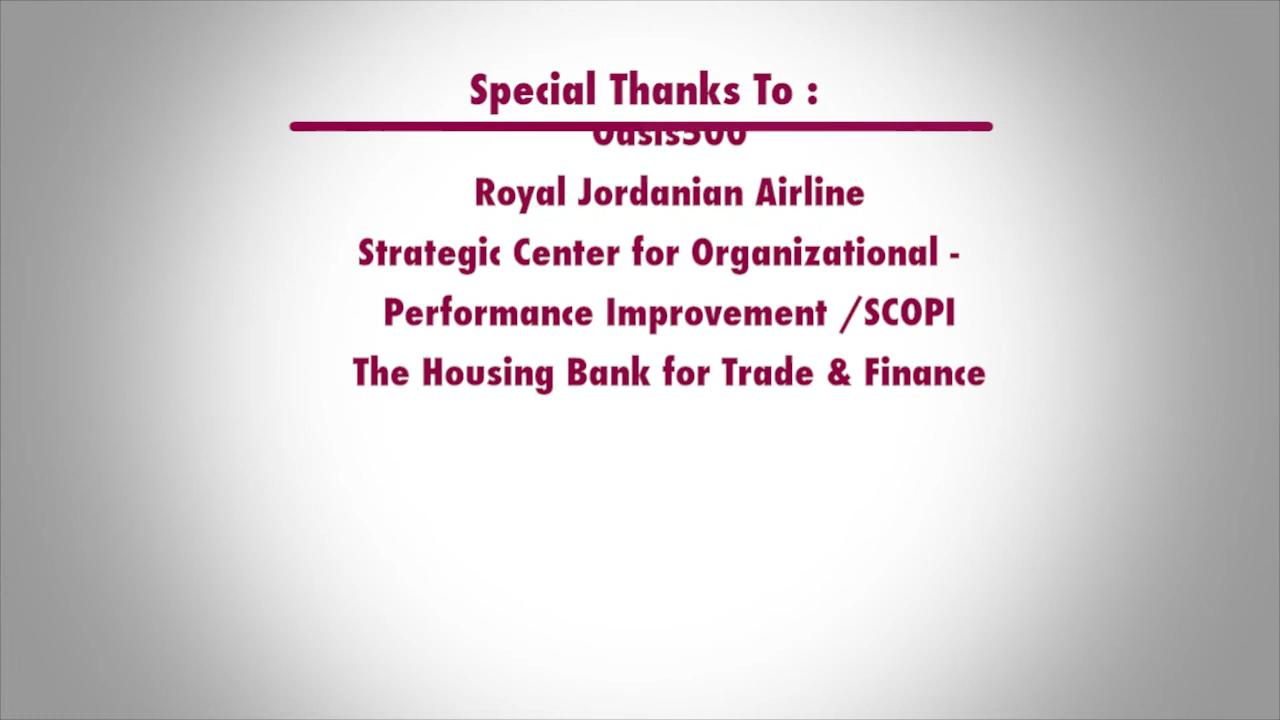 Special Thanks To :
Oasis500
Royal Jordanian Airline
Strategic Center for Organizational -
Performance Improvement /SCOPI
The Housing Bank for Trade & Finance